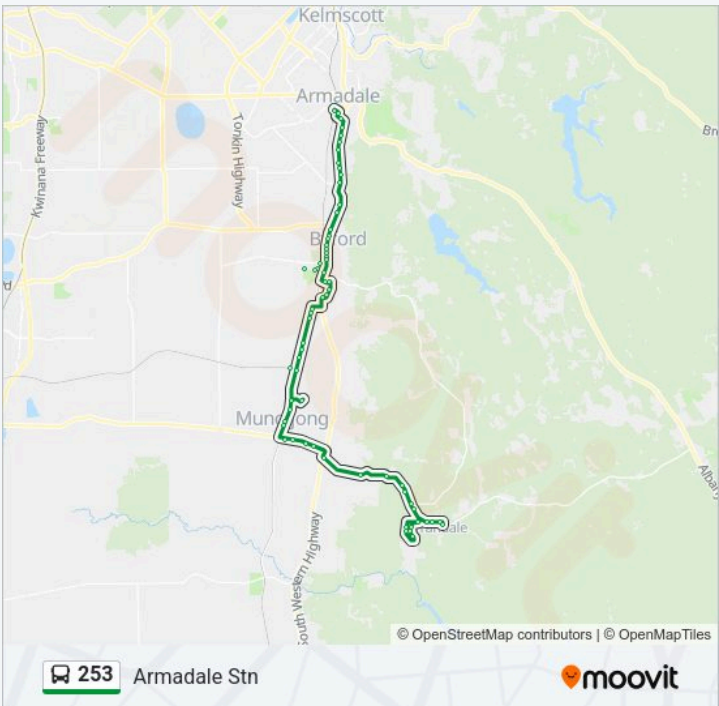 Kelmscott
Armadale
Kwinana Freeway
Tonkin Highway
Byford
Mundijong
South Western Highway
Albany
© OpenStreetMap contributors | © OpenMapTiles
253 Armadale Stn
moovit